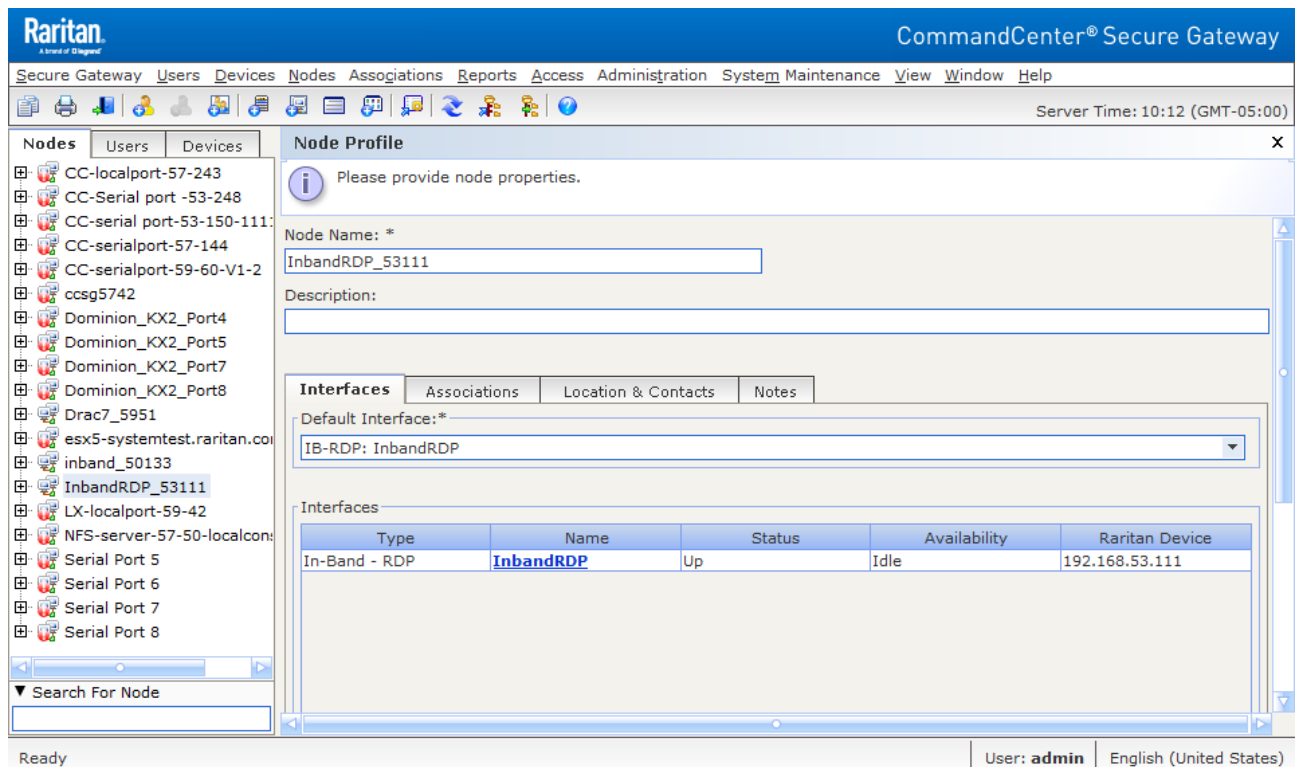 Raritan.
A brand of legrand
CommandCenter® Secure Gateway
Secure Gateway Users Devices Nodes Associations Reports Access Administration System Maintenance View Window Help
Server Time: 10:12 (GMT-05:00)
Nodes Users Devices
CC-localport-57-243
CC-Serial port -53-248
CC-serial port-53-150-111
CC-serialport-57-144
CC-serialport-59-60-V1-2
ccsg5742
Dominion_KX2_Port4
Dominion_KX2_Port5
Dominion_KX2_Port7
Dominion_KX2_Port8
Drac7_5951
esx5-systemtest.raritan.co
inband_50133
InbandRDP_53111
LX-localport-59-42
NFS-server-57-50-localcon
Serial Port 5
Serial Port 6
Serial Port 7
Serial Port 8
Search For Node
Node Profile x
i
Please provide node properties.
Node Name: *
InbandRDP_53111
Description:
Interfaces Associations Location & Contacts Notes
Default Interface:*
IB-RDP: InbandRDP
Interfaces
Type Name Status Availability Raritan Device
In-Band - RDP InbandRDP Up Idle 192.168.53.111
Ready User: admin English (United States)